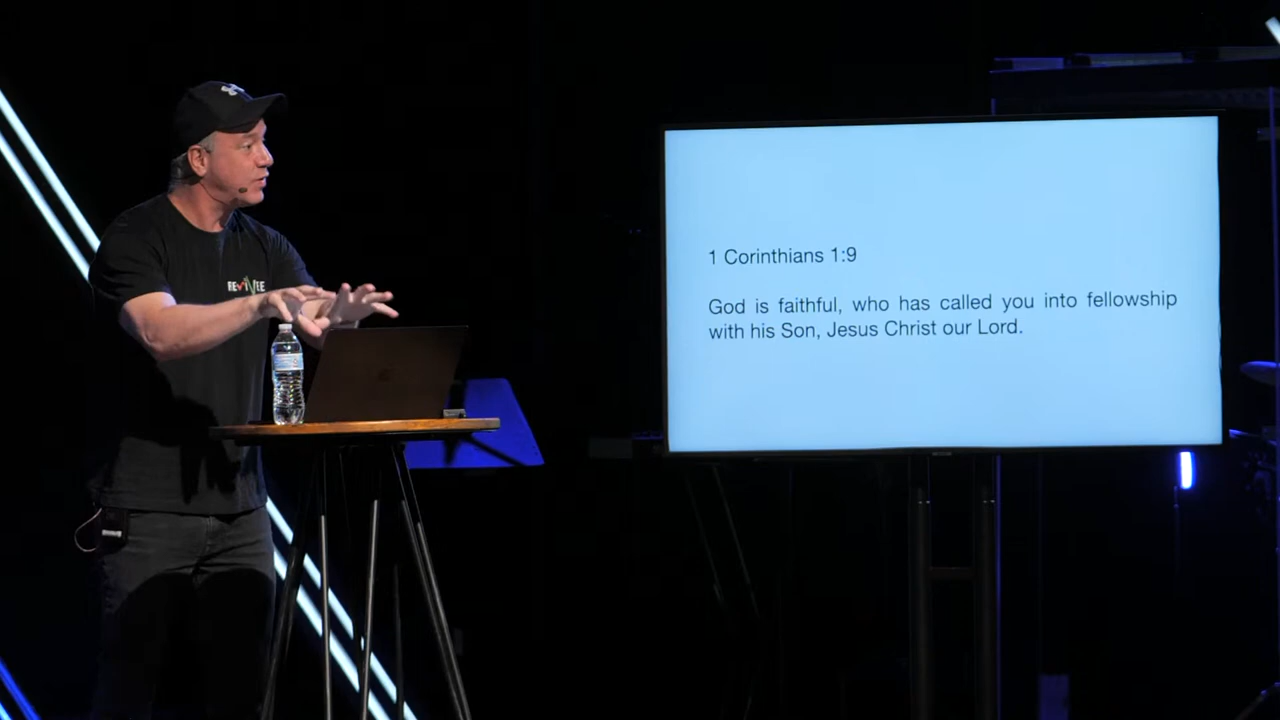 REVIVEE
1 Corinthians 1:9
God is faithful, who has called you into fellowship
with his Son, Jesus Christ our Lord.